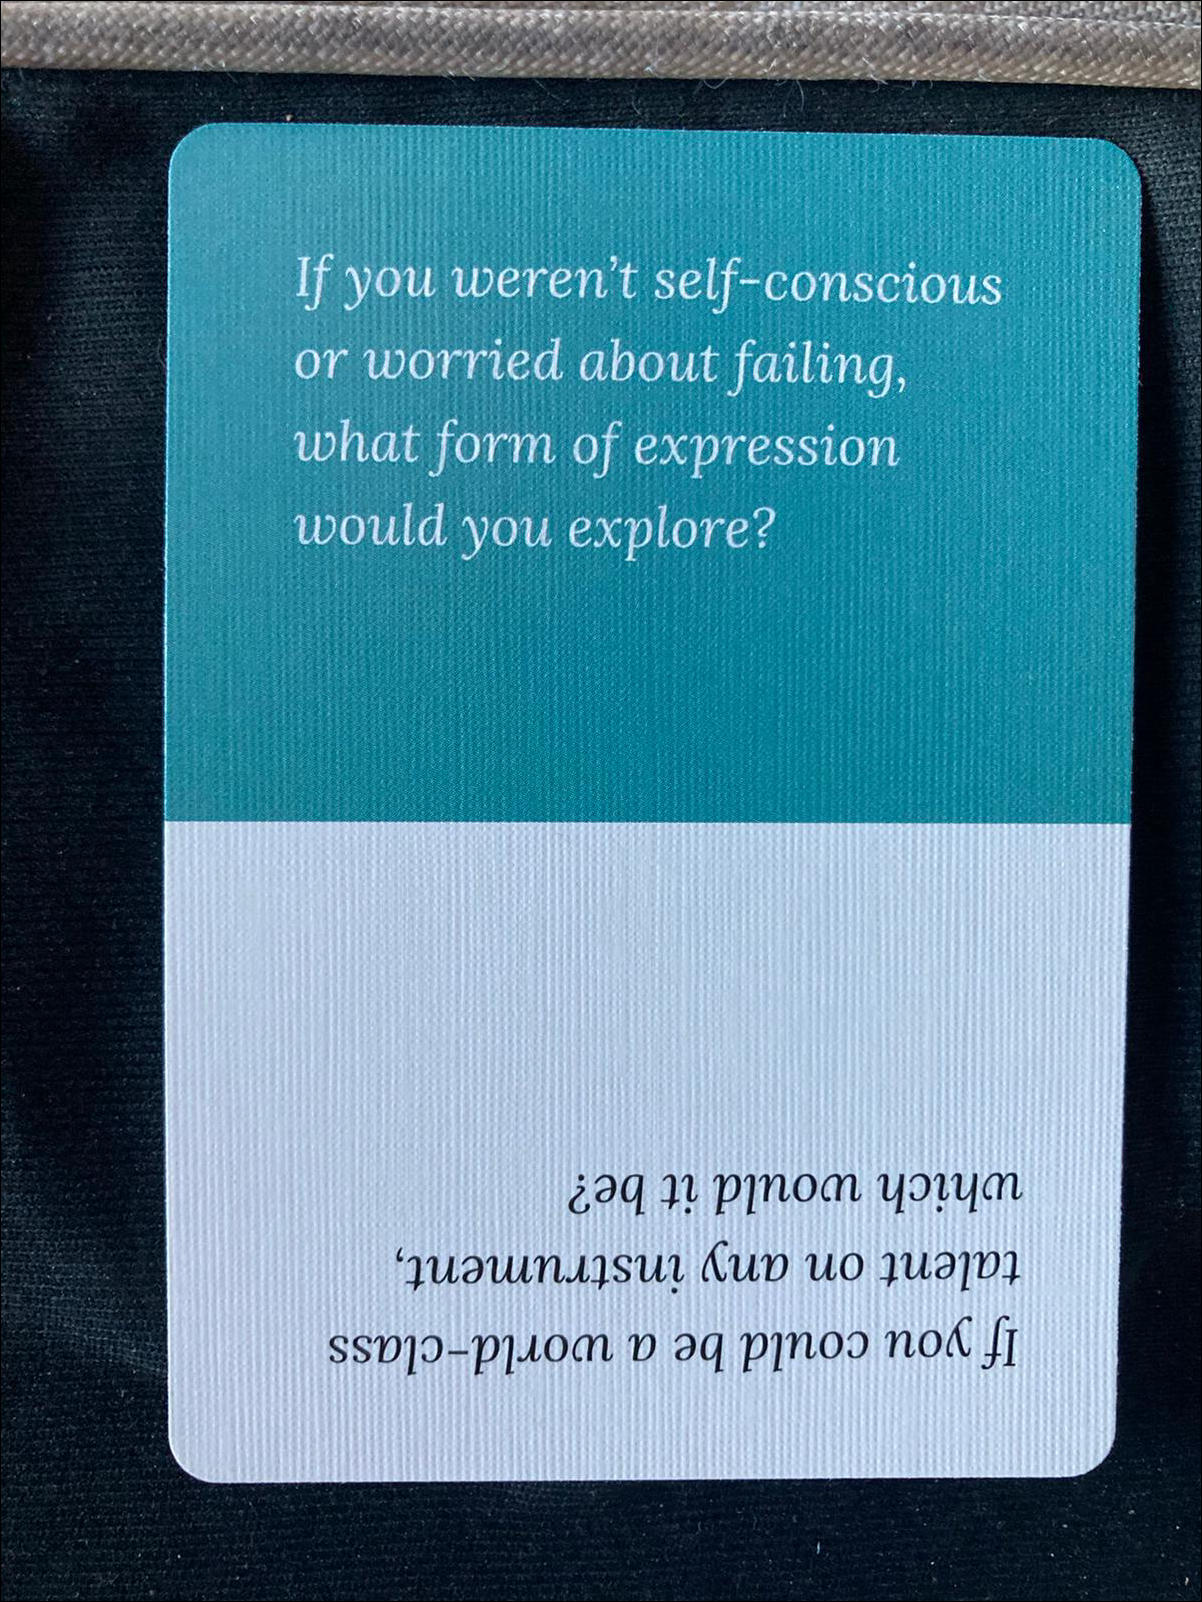 If you weren’t self-conscious
or worried about failing,
what form of expression
would you explore?
If you could be a world-class
talent on any instrument,
which would it be?